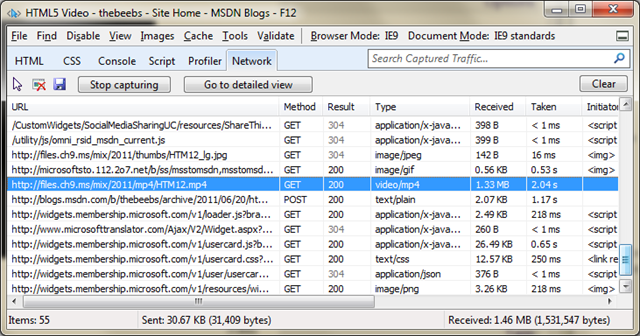 HTML5 Video - thebeebs - Site Home - MSDN Blogs - F12
File Find Disable View Images Cache Tools Validate Browser Mode: IE9 Document Mode: IE9 standards
HTML CSS Console Script Profiler Network Search Captured Traffic...
Stop capturing Go to detailed view Clear
URL Method Result Type Received Taken Initiator
/CustomWidgets/SocialMediaSharingUC/resources/ShareThi... GET 304 application/x-java... 398 B < 1 ms <script
/utility/js/omni_rsid_msdn_current.js GET 304 application/x-java... 399 B < 1 ms <script
http://files.ch9.ms/mix/2011/thumbs/HTM12_lg.jpg GET 304 image/jpeg 142 B 16 ms <img>
http://microsoftsto.112.2o7.net/b/ss/msstomsdn,msstomsd... GET 200 image/gif 0.56 KB 0.53 s <img>
http://files.ch9.ms/mix/2011/mp4/HTM12.mp4 GET 200 video/mp4 1.33 MB 2.04 s
http://blogs.msdn.com/b/thebeebs/archive/2011/06/20/ht... POST 200 text/plain 2.07 KB 1.17 s
http://widgets.membership.microsoft.com/v1/loader.js?bra... GET 200 application/x-java... 2.49 KB 218 ms <script
http://www.microsofttranslator.com/Ajax/V2/Widget.aspx?... GET 304 application/x-java... 260 B < 1 ms <script
http://widgets.membership.microsoft.com/v1/usercard.js?b... GET 200 application/x-java... 26.49 KB 0.65 s <script
http://widgets.membership.microsoft.com/v1/usercard.css?... GET 200 text/css 12.57 KB 250 ms <link re
http://widgets.membership.microsoft.com/v1/user/usercar... GET 304 application/json 376 B < 1 ms <script
http://widgets.membership.microsoft.com/v1/resources/wi... GET 200 image/png 3.26 KB 218 ms <img>
Items: 55 Sent: 30.67 KB (31,409 bytes) Received: 1.46 MB (1,531,547 bytes)